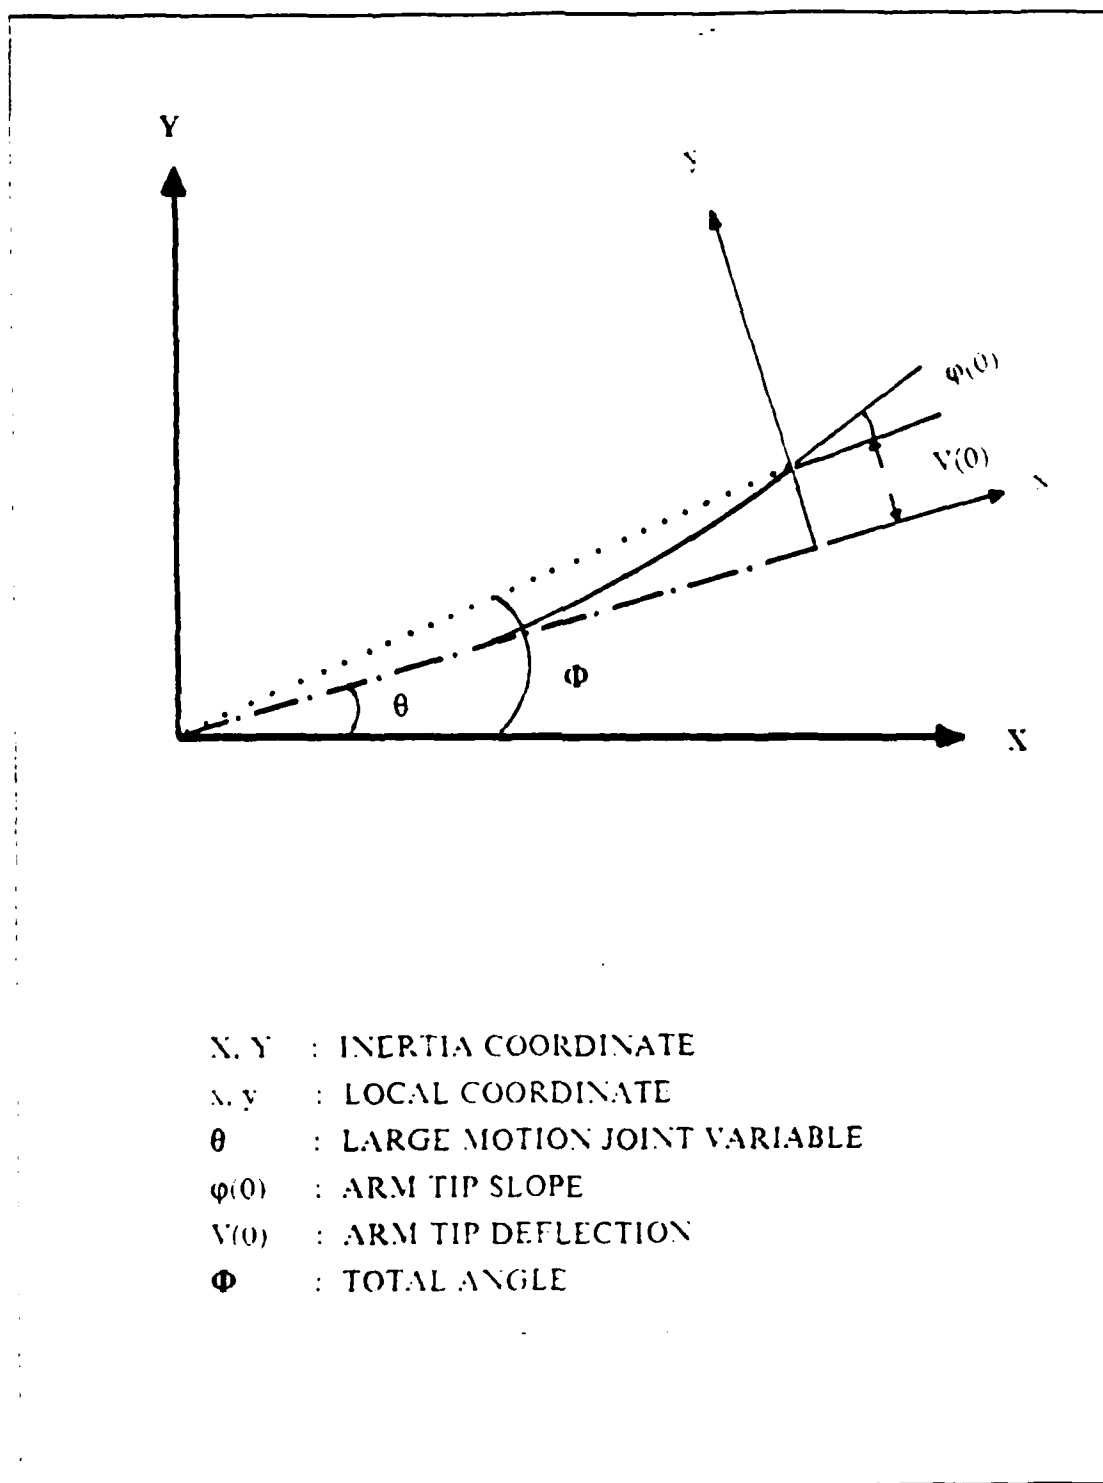 Y
y
φ(0)
V(0)
x
Φ
θ
X
X, Y : INERTIA COORDINATE
x, y : LOCAL COORDINATE
θ : LARGE MOTION JOINT VARIABLE
φ(0) : ARM TIP SLOPE
V(0) : ARM TIP DEFLECTION
Φ : TOTAL ANGLE